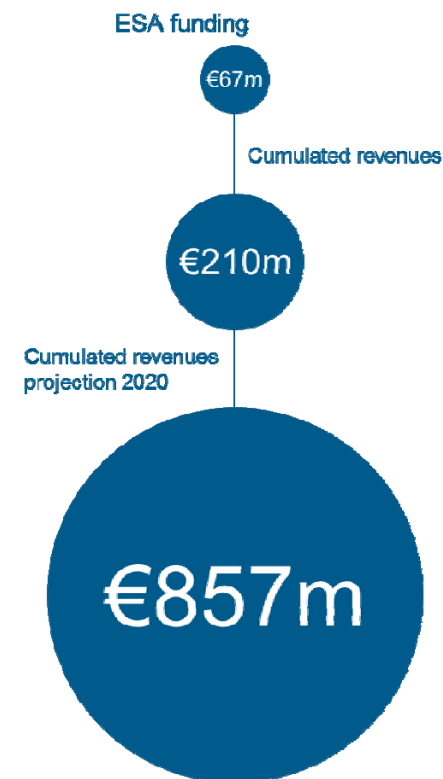 ESA funding
€67m
Cumulated revenues
€210m
Cumulated revenues
projection 2020
€857m